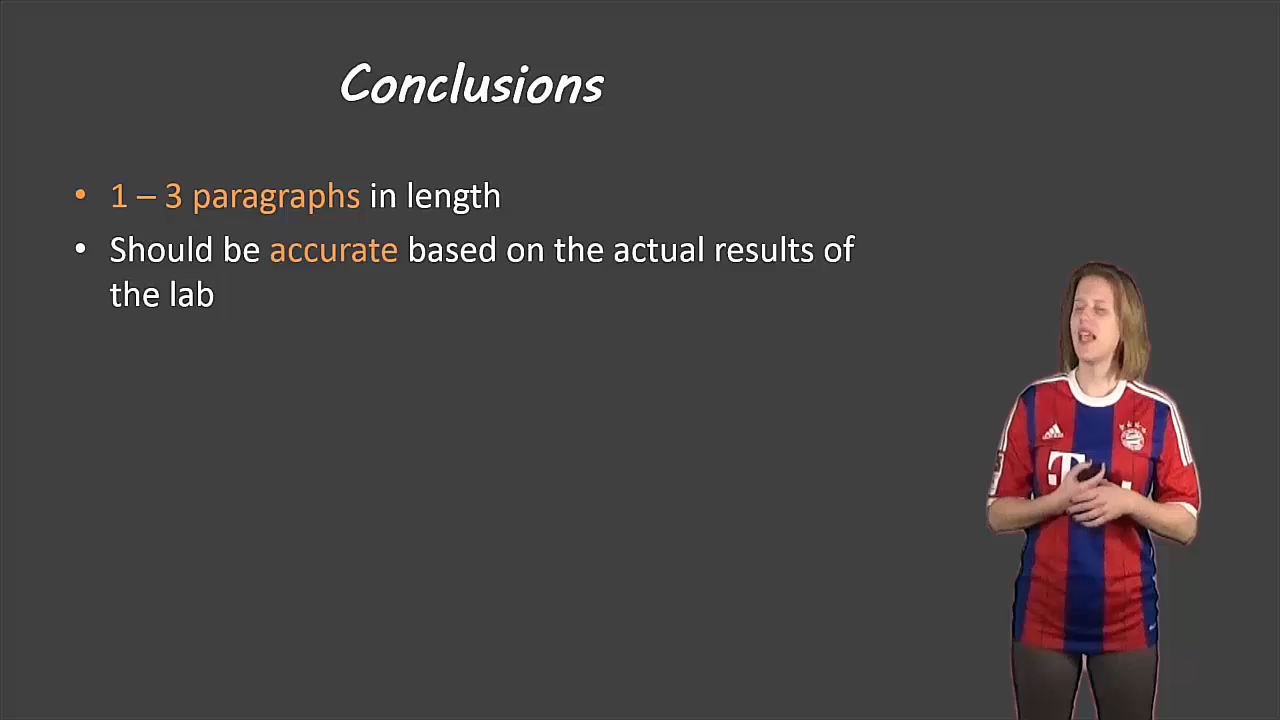 Conclusions
• 1 – 3 paragraphs in length
• Should be accurate based on the actual results of
the lab
T